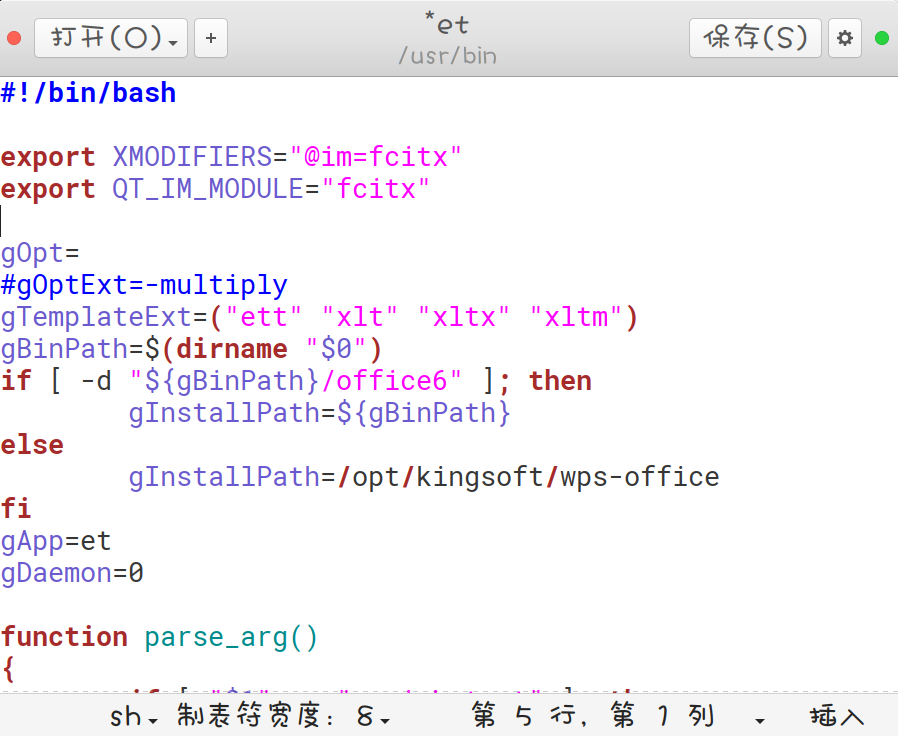 打开(O)
+
*et
/usr/bin
保存(S)
#!/bin/bash
export XMODIFIERS="@im=fcitx"
export QT_IM_MODULE="fcitx"
gOpt=
#gOptExt=-multiply
gTemplateExt=("ett" "xlt" "xltx" "xltm")
gBinPath=$(dirname "$0")
if [ -d "${gBinPath}/office6" ]; then
gInstallPath=${gBinPath}
else
gInstallPath=/opt/kingsoft/wps-office
fi
gApp=et
gDaemon=0
function parse_arg()
{
sh 制表符宽度: 8 第 5 行, 第 1 列 插入